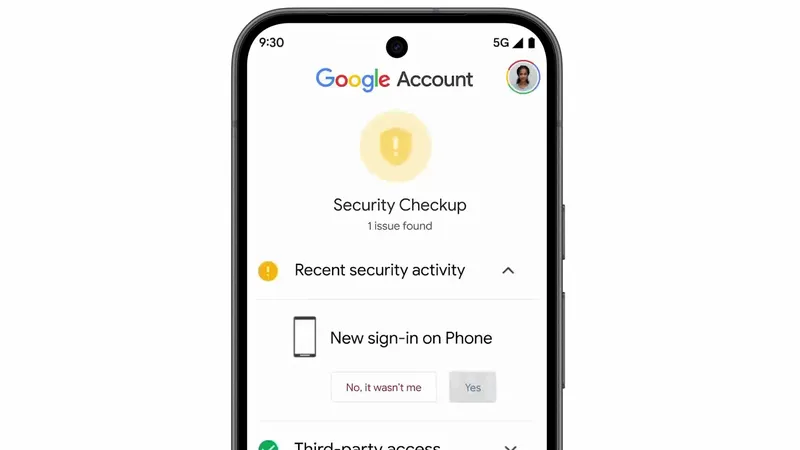 9:30
5G
Google Account
Security Checkup
1 issue found
Recent security activity
New sign-in on Phone
No, it wasn't me
Yes
Third-party access